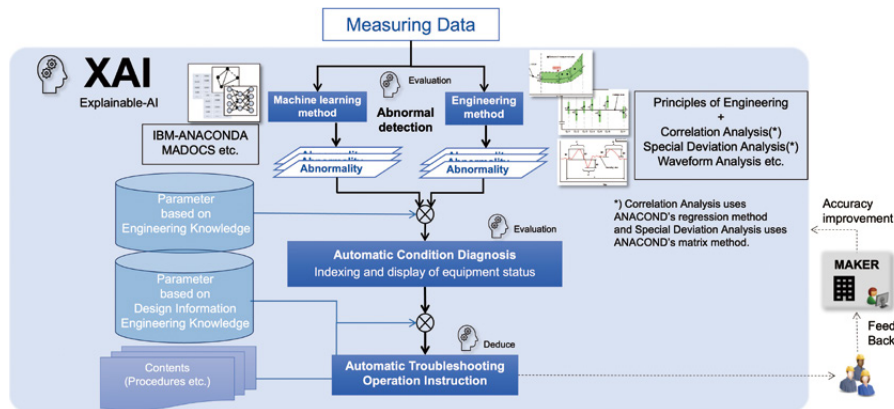 Measuring Data
XAI
Explainable-AI
IBM-ANACONDA
MADOCS etc.
Evaluation
Machine learning
method
Abnormal
detection
Engineering
method
Abnormality
Abnormality
Principles of Engineering
+
Correlation Analysis(*)
Special Deviation Analysis(*)
Waveform Analysis etc.
*) Correlation Analysis uses
ANACOND's regression method
and Special Deviation Analysis uses
ANACOND's matrix method.
Parameter
based on
Engineering Knowledge
Evaluation
Automatic Condition Diagnosis
Indexing and display of equipment status
Parameter
based on
Design Information
Engineering Knowledge
Deduce
Contents
(Procedures etc.)
Automatic Troubleshooting
Operation Instruction
Accuracy
improvement
MAKER
Feed
Back